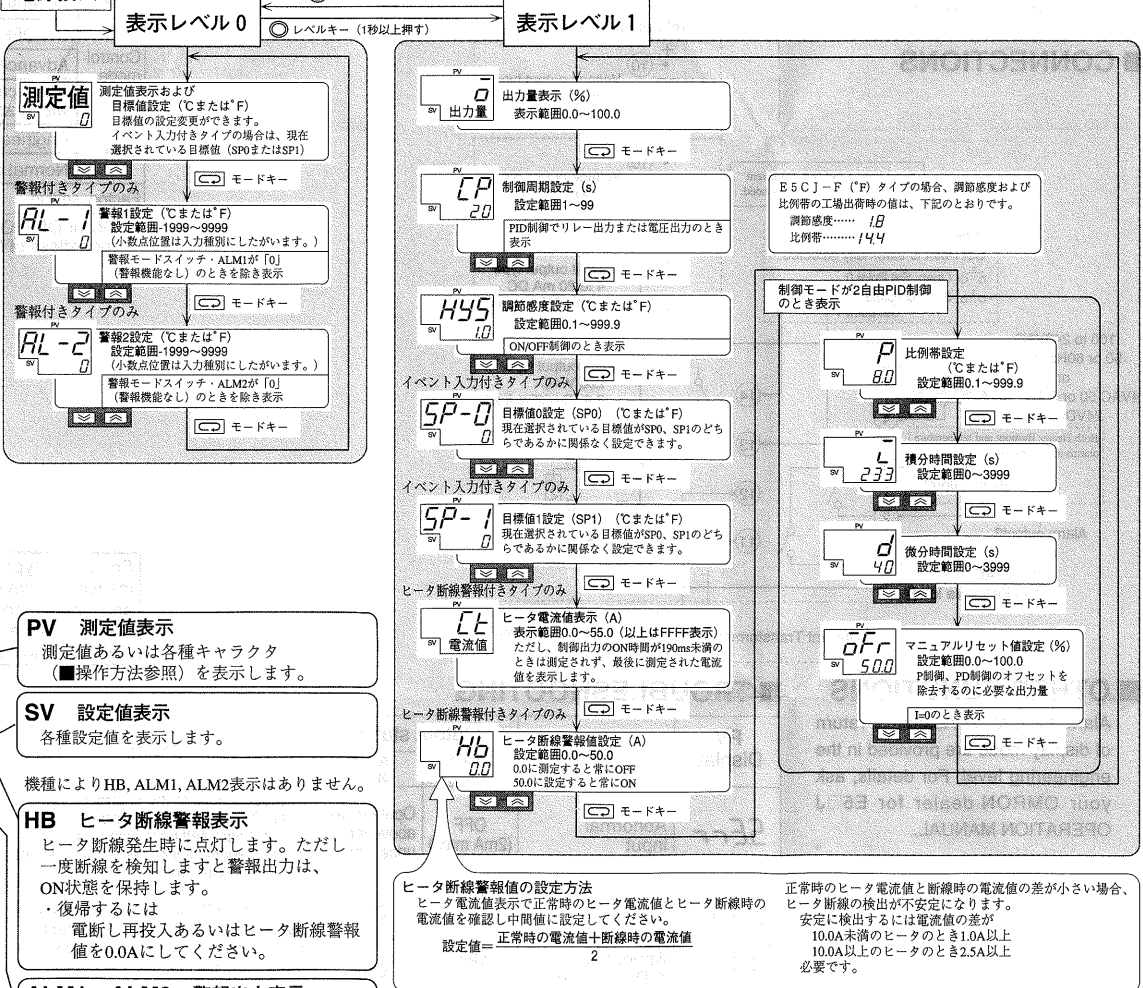 表示レベル 0
レベルキー（1秒以上押す）
表示レベル 1
PV
測定値
SV
0
測定値表示および
目標値設定（℃または°F）
目標値の設定変更ができます。
イベント入力付きタイプの場合は、現在
選択されている目標値（SP0またはSP1）
モードキー
警報付きタイプのみ
PV
AL-1
SV
0
警報1設定（℃または°F）
設定範囲-1999～9999
（小数点位置は入力種別にしたがいます。）
警報モードスイッチ・ALM1が「0」
（警報機能なし）のときを除き表示
モードキー
警報付きタイプのみ
PV
AL-2
SV
0
警報2設定（℃または°F）
設定範囲-1999～9999
（小数点位置は入力種別にしたがいます。）
警報モードスイッチ・ALM2が「0」
（警報機能なし）のときを除き表示
モードキー
PV
o
SV
出力量
出力量表示（%）
表示範囲0.0～100.0
モードキー
PV
CP
SV
20
制御周期設定（s）
設定範囲1～99
PID制御でリレー出力または電圧出力のとき
表示
モードキー
PV
HYS
SV
1.0
調節感度設定（℃または°F）
設定範囲0.1～999.9
ON/OFF制御のとき表示
モードキー
イベント入力付きタイプのみ
PV
SP-0
SV
0
目標値0設定（SP0）（℃または°F）
現在選択されている目標値がSP0、SP1のどち
らであるかに関係なく設定できます。
モードキー
イベント入力付きタイプのみ
PV
SP-1
SV
0
目標値1設定（SP1）（℃または°F）
現在選択されている目標値がSP0、SP1のどち
らであるかに関係なく設定できます。
モードキー
ヒータ断線警報付きタイプのみ
PV
Ct
SV
電流値
ヒータ電流値表示（A）
表示範囲0.0～55.0（以上はFFFF表示）
ただし、制御出力のON時間が190ms未満の
ときは測定されず、最後に測定された電流
値を表示します。
モードキー
ヒータ断線警報付きタイプのみ
PV
Hb
SV
0.0
ヒータ断線警報値設定（A）
設定範囲0.0～50.0
0.0に測定すると常にOFF
50.0に設定すると常にON
モードキー
E5CJ－F（°F）タイプの場合、調節感度および
比例帯の工場出荷時の値は、下記のとおりです。
調節感度…… 1.8
比例帯……… 14.4
制御モードが2自由PID制御
のとき表示
PV
P
SV
8.0
比例帯設定
（℃または°F）
設定範囲0.1～999.9
モードキー
PV
i
SV
233
積分時間設定（s）
設定範囲0～3999
モードキー
PV
d
SV
40
微分時間設定（s）
設定範囲0～3999
モードキー
PV
oFr
SV
50.0
マニュアルリセット値設定（%）
設定範囲0.0～100.0
P制御、PD制御のオフセットを
除去するのに必要な出力量
I=0のとき表示
モードキー
PV 測定値表示
測定値あるいは各種キャラクタ
（■操作方法参照）を表示します。
SV 設定値表示
各種設定値を表示します。
機種によりHB, ALM1, ALM2表示はありません。
HB ヒータ断線警報表示
ヒータ断線発生時に点灯します。ただし
一度断線を検知しますと警報出力は、
ON状態を保持します。
・復帰するには
電断し再投入あるいはヒータ断線警報
値を0.0Aにしてください。
ヒータ断線警報値の設定方法
ヒータ電流値表示で正常時のヒータ電流値とヒータ断線時の
電流値を確認し中間値に設定してください。
設定値＝正常時の電流値＋断線時の電流値
2
正常時のヒータ電流値と断線時の電流値の差が小さい場合、
ヒータ断線の検出が不安定になります。
安定に検出するには電流値の差が
10.0A未満のヒータのとき1.0A以上
10.0A以上のヒータのとき2.5A以上
必要です。